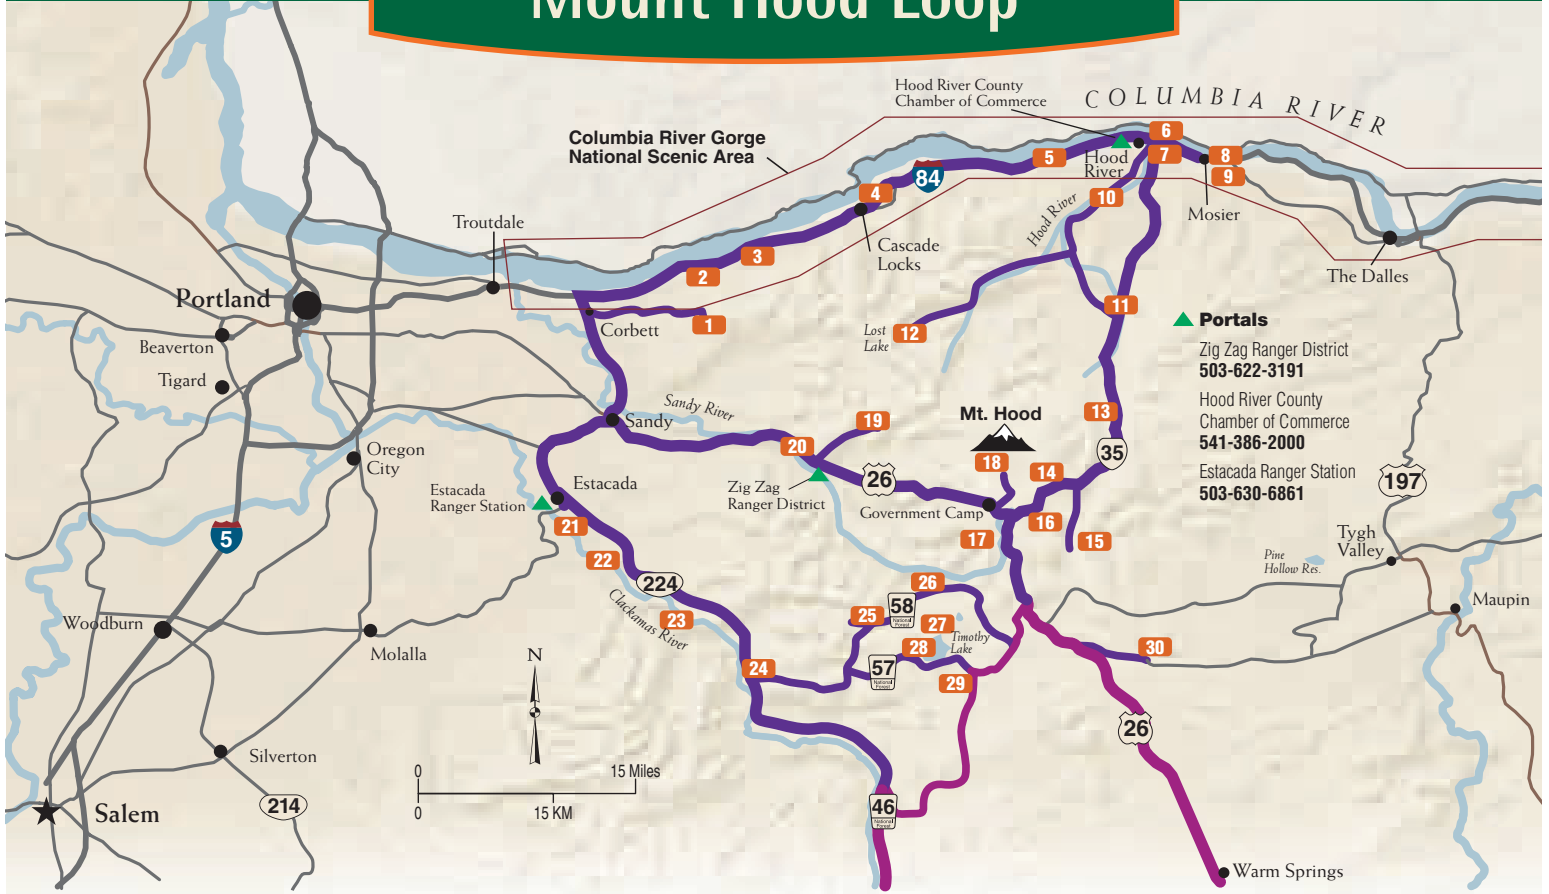 Mount Hood Loop
Hood River County
Chamber of Commerce
COLUMBIA RIVER
Columbia River Gorge
National Scenic Area
6
5
Hood
River
7
8
9
84
4
10
Mosier
Troutdale
Hood River
Cascade
Locks
3
2
The Dalles
Portland
Corbett
1
11
Lost
Lake
12
Beaverton
Tigard
Portals
Zig Zag Ranger District
503-622-3191
Hood River County
Chamber of Commerce
541-386-2000
Estacada Ranger Station
503-630-6861
Sandy River
Sandy
19
Mt. Hood
13
20
35
Oregon
City
18
14
26
197
Zig Zag
Ranger District
Government Camp
Estacada
Ranger Station
Estacada
21
16
17
15
5
22
Tygh
Valley
Pine
Hollow Res.
224
26
58
National
Forest
25
27
Clackamas River
23
Timothy
Lake
28
Maupin
Woodburn
Molalla
24
57
National
Forest
29
30
N
26
Silverton
0
15 Miles
0
15 KM
214
46
National
Forest
Salem
Warm Springs